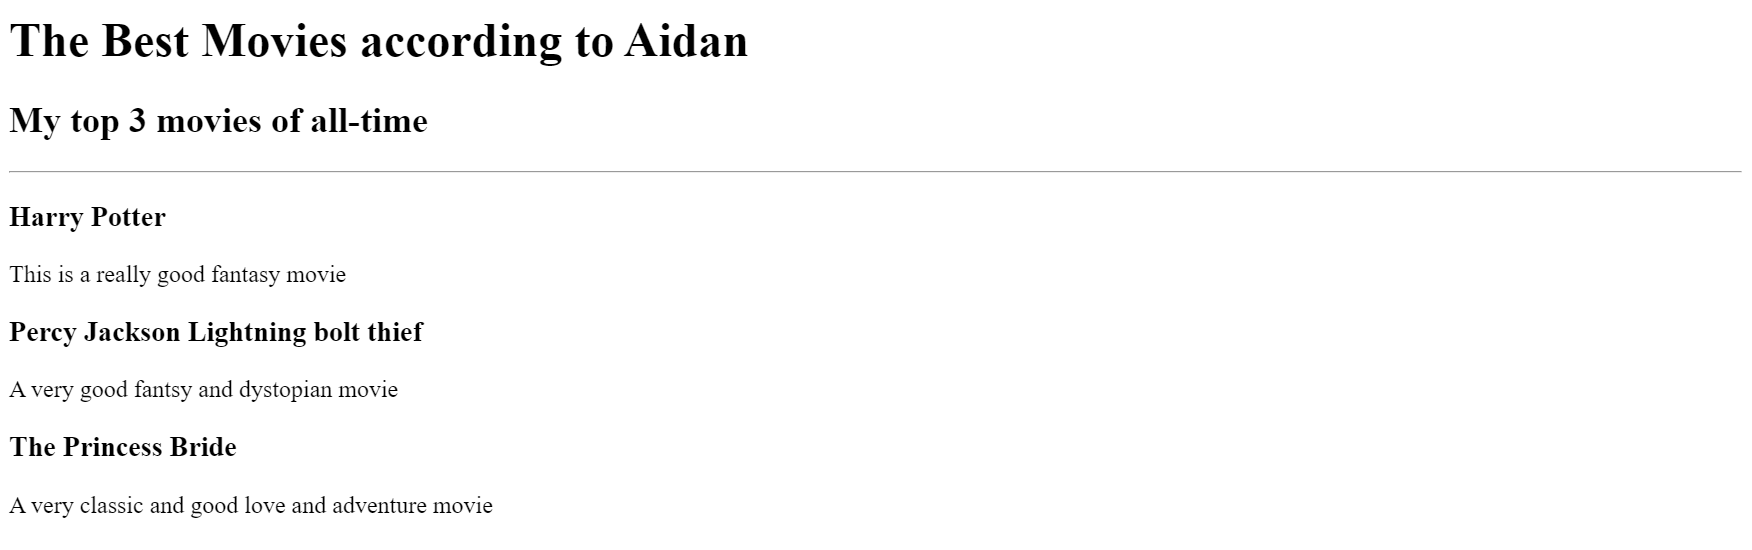 The Best Movies according to Aidan
My top 3 movies of all-time
Harry Potter
This is a really good fantasy movie
Percy Jackson Lightning bolt thief
A very good fantsy and dystopian movie
The Princess Bride
A very classic and good love and adventure movie